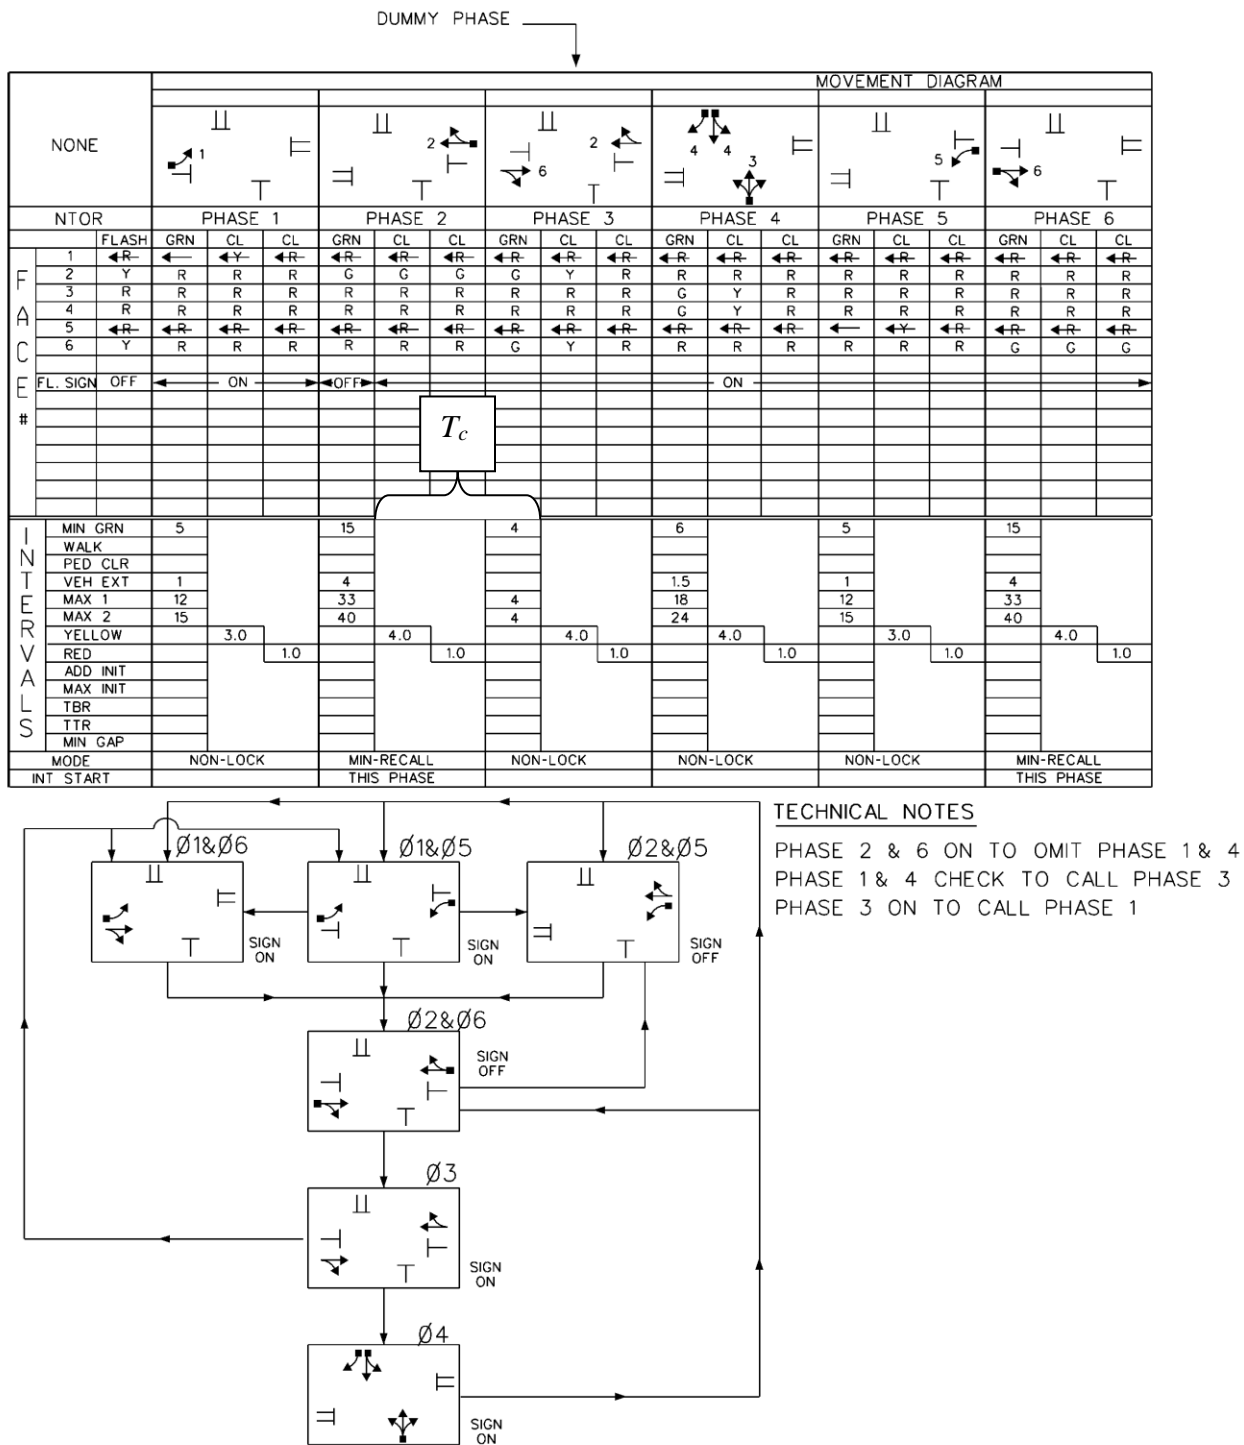 DUMMY PHASE
MOVEMENT DIAGRAM
NONE
1 2 2 6 4 4 3 5 6
NTOR PHASE 1 PHASE 2 PHASE 3 PHASE 4 PHASE 5 PHASE 6
FLASH GRN CL CL GRN CL CL GRN CL CL GRN CL CL GRN CL CL GRN CL CL
FACE #
1 R Y R R R R R R R R R R R R R R R R
2 Y R R R G G G G Y R R R R R R R R R R
3 R R R R R R R R R R G Y R R R R R R R
4 R R R R R R R R R R G Y R R R R R R R
5 R R R R R R R R R R R R R Y R R R R
6 Y R R R R R R G Y R R R R R R R G G G
FL. SIGN OFF ON OFF ON
Tc
INTERVALS
MIN GRN 5 15 4 6 5 15
WALK
PED CLR
VEH EXT 1 4 1.5 1 4
MAX 1 12 33 4 18 12 33
MAX 2 15 40 4 24 15 40
YELLOW 3.0 4.0 4.0 4.0 3.0 4.0
RED 1.0 1.0 1.0 1.0 1.0 1.0
ADD INIT
MAX INIT
TBR
TTR
MIN GAP
MODE NON-LOCK MIN-RECALL NON-LOCK NON-LOCK NON-LOCK MIN-RECALL
INT START THIS PHASE THIS PHASE
TECHNICAL NOTES
PHASE 2 & 6 ON TO OMIT PHASE 1 & 4
PHASE 1 & 4 CHECK TO CALL PHASE 3
PHASE 3 ON TO CALL PHASE 1
Ø1&Ø6
SIGN
ON
Ø1&Ø5
SIGN
ON
Ø2&Ø5
SIGN
OFF
Ø2&Ø6
SIGN
OFF
Ø3
SIGN
ON
Ø4
SIGN
ON